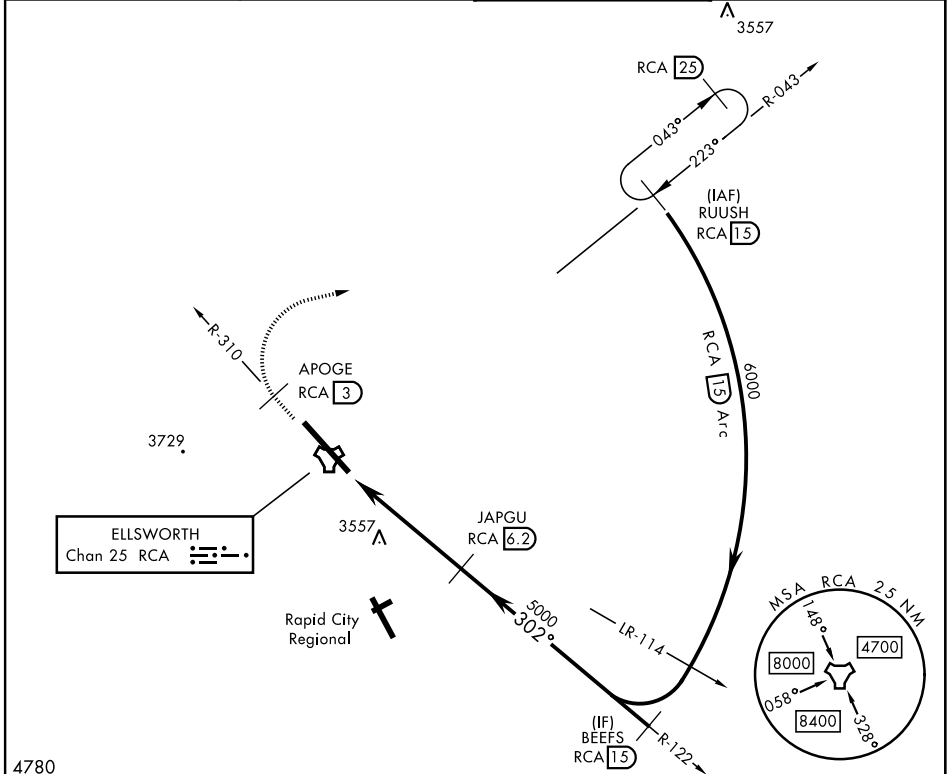 3557
RCA 25
R-043
043°
223°
(IAF)
RUUSH
RCA 15
RCA 15 Arc
6000
R-310
APOGE
RCA 3
3729
ELLSWORTH
Chan 25 RCA
3557
JAPGU
RCA 6.2
Rapid City
Regional
5000
302°
LR-114
(IF)
BEEFS
RCA 15
R-122
MSA RCA 25 NM
148°
4700
8000
058°
8400
328°
4780